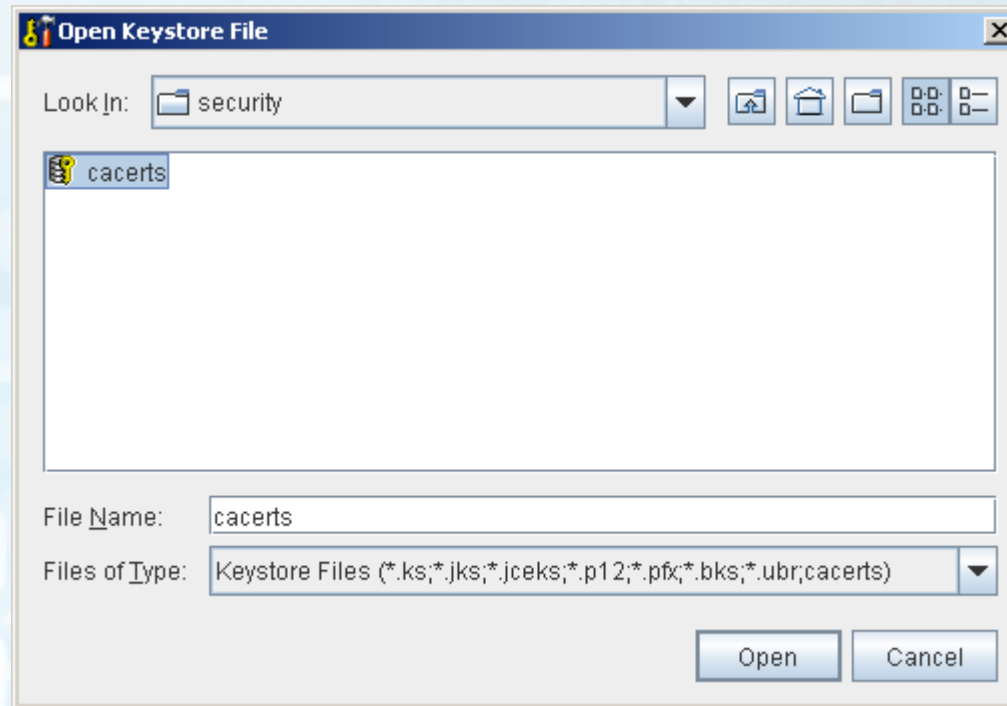 Open Keystore File
Look In: security
cacerts
File Name: cacerts
Files of Type: Keystore Files (*.ks;*.jks;*.jceks;*.p12;*.pfx;*.bks;*.ubr;cacerts)
Open Cancel